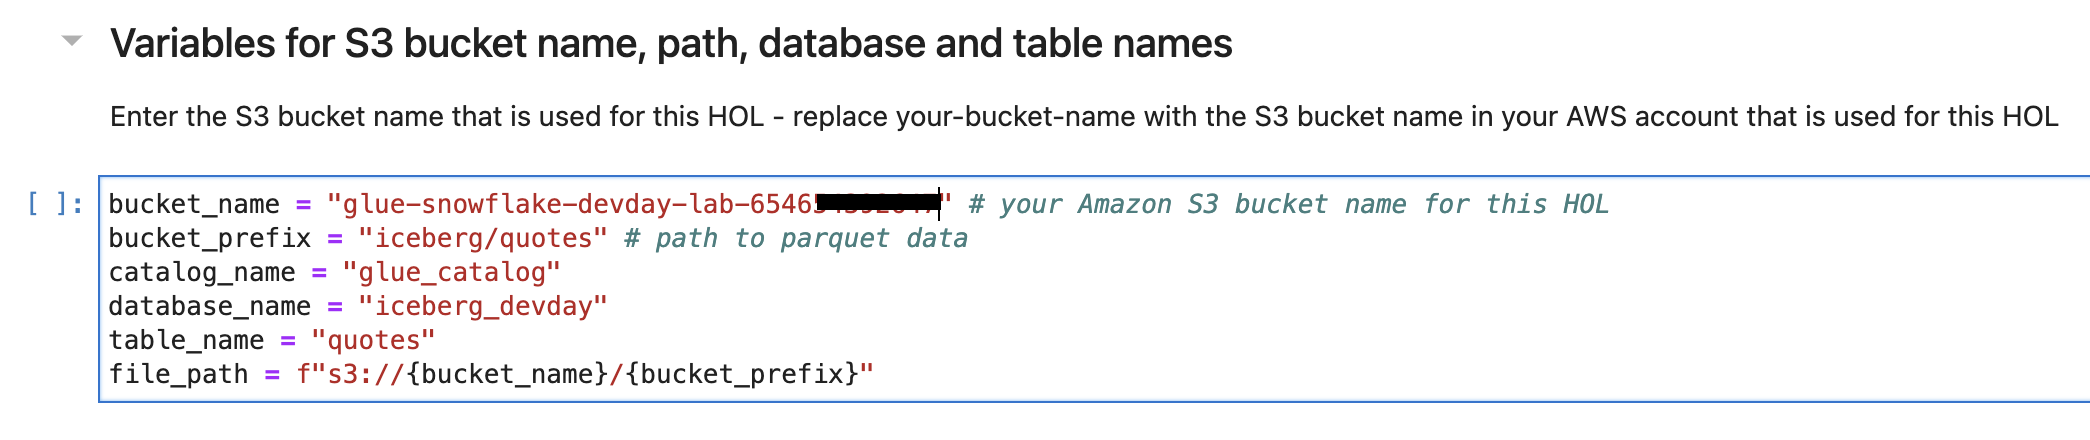 Variables for S3 bucket name, path, database and table names
Enter the S3 bucket name that is used for this HOL - replace your-bucket-name with the S3 bucket name in your AWS account that is used for this HOL
[ ]: bucket_name = "glue-snowflake-devday-lab-6546" # your Amazon S3 bucket name for this HOL
bucket_prefix = "iceberg/quotes" # path to parquet data
catalog_name = "glue_catalog"
database_name = "iceberg_devday"
table_name = "quotes"
file_path = f"s3://{bucket_name}/{bucket_prefix}"